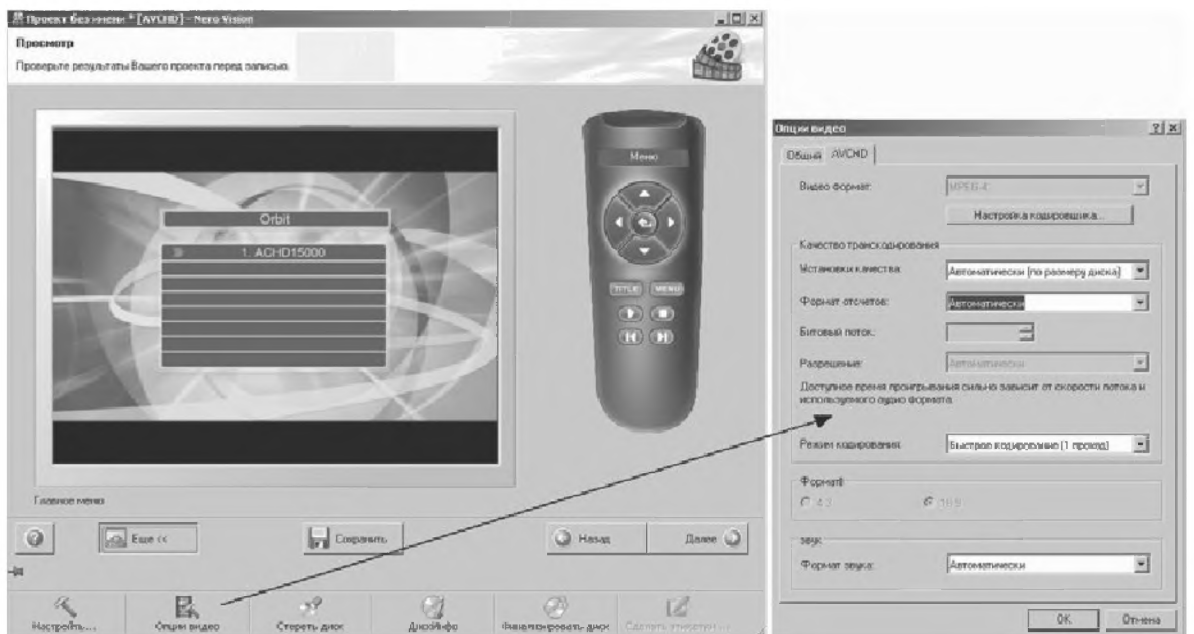 Проект без имени * [AVCHD] - Nero Vision
Просмотр
Проверьте результаты Вашего проекта перед записью.
Orbit
1. ACHD15000
Меню
TITLE MENU
Главное меню
Еще <<
Сохранить
Назад
Далее
Настроить...
Опции видео
Стереть диск
ДискИнфо
Финализировать диск
Сделать этикетки...
Опции видео
Общий AVCHD
Видео формат: MPEG-4
Настройка кодировщика...
Качество транскодирования
Установки качества: Автоматически (по размеру диска)
Формат отсчетов: Автоматически
Битовый поток:
Разрешение: Автоматически
Доступное время проигрывания сильно зависит от скорости потока и
используемого аудио формата.
Режим кодирования: Быстрое кодирование (1 проход)
Формат
4:3 16:9
звук
Формат звука: Автоматически
OK Отмена